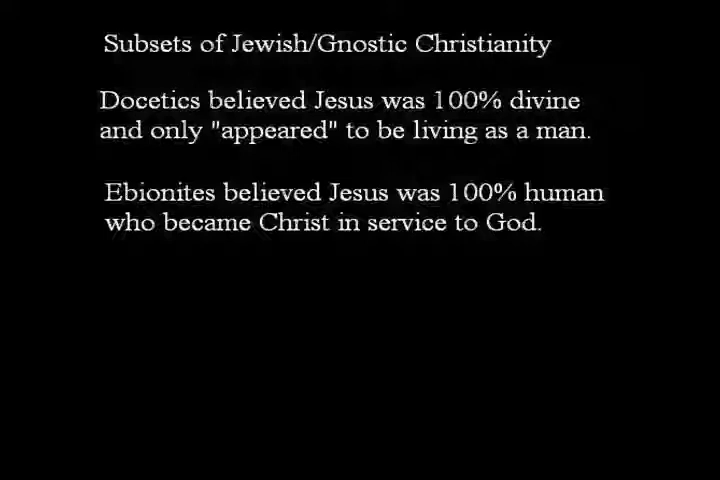 Subsets of Jewish/Gnostic Christianity
Docetics believed Jesus was 100% divine
and only "appeared" to be living as a man.
Ebionites believed Jesus was 100% human
who became Christ in service to God.